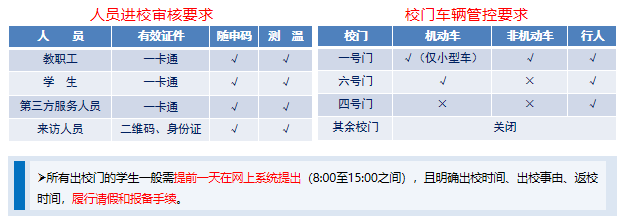 人员进校审核要求
人 员 有效证件 随申码 测 温
教职工 一卡通 √ √
学 生 一卡通 √ √
第三方服务人员 一卡通 √ √
来访人员 二维码、身份证 √ √
校门车辆管控要求
校门 机动车 非机动车 行人
一号门 √（仅小型车） √ √
六号门 √ × √
四号门 × × √
其余校门 关闭
➢所有出校门的学生一般需提前一天在网上系统提出（8:00至15:00之间），且明确出校时间、出校事由、返校
时间，履行请假和报备手续。